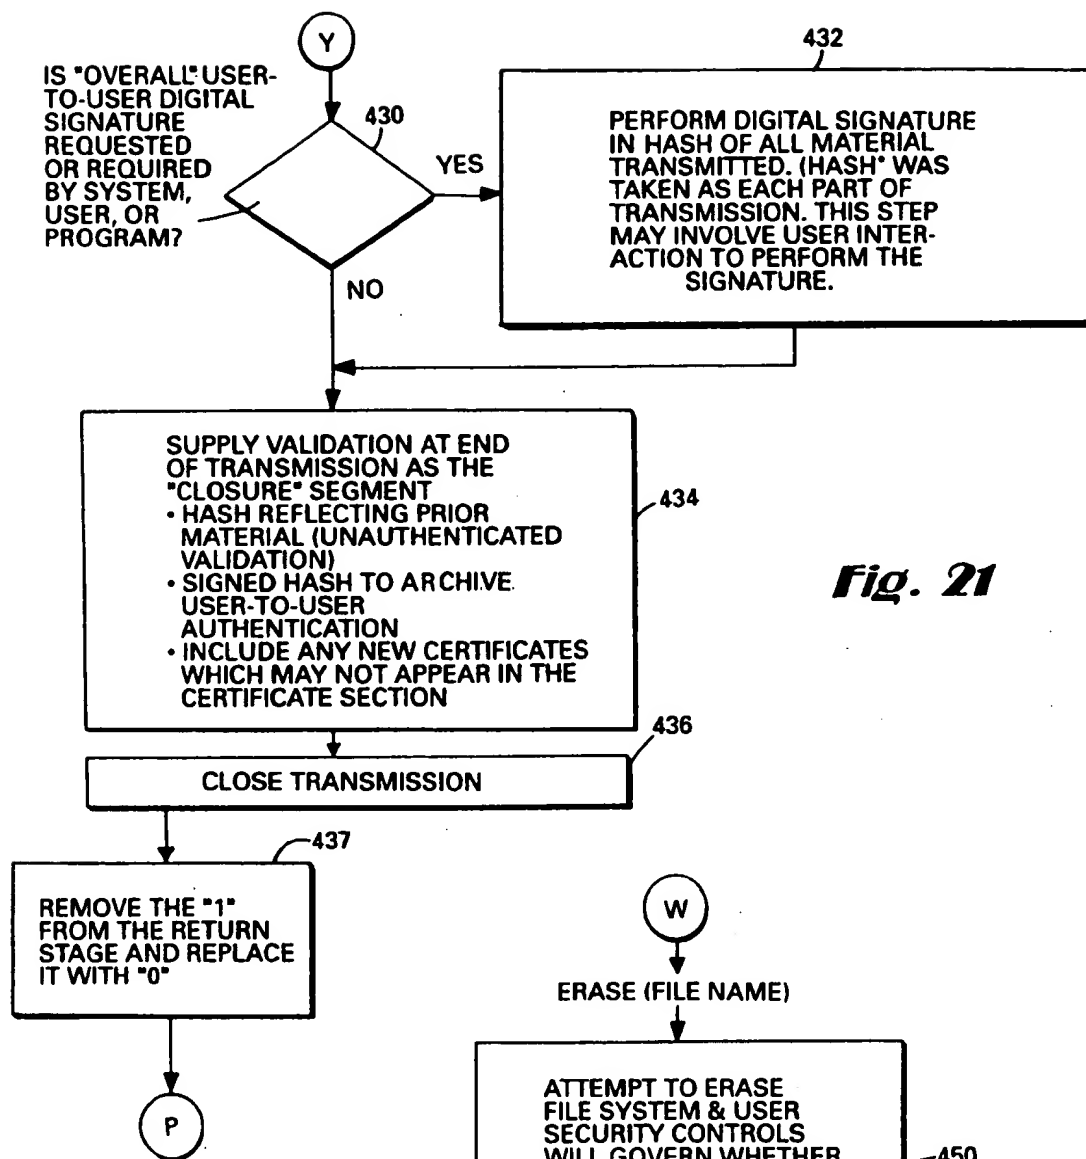 Y
IS "OVERALL" USER-
TO-USER DIGITAL
SIGNATURE
REQUESTED
OR REQUIRED
BY SYSTEM,
USER, OR
PROGRAM?
430
YES
NO
432
PERFORM DIGITAL SIGNATURE
IN HASH OF ALL MATERIAL
TRANSMITTED. (HASH" WAS
TAKEN AS EACH PART OF
TRANSMISSION. THIS STEP
MAY INVOLVE USER INTER-
ACTION TO PERFORM THE
SIGNATURE.
SUPPLY VALIDATION AT END
OF TRANSMISSION AS THE
"CLOSURE" SEGMENT
• HASH REFLECTING PRIOR
MATERIAL (UNAUTHENTICATED
VALIDATION)
• SIGNED HASH TO ARCHIVE.
USER-TO-USER
AUTHENTICATION
• INCLUDE ANY NEW CERTIFICATES
WHICH MAY NOT APPEAR IN THE
CERTIFICATE SECTION
434
Fig. 21
436
CLOSE TRANSMISSION
437
REMOVE THE "1"
FROM THE RETURN
STAGE AND REPLACE
IT WITH "0"
P
W
ERASE (FILE NAME)
ATTEMPT TO ERASE
FILE SYSTEM & USER
SECURITY CONTROLS
WILL GOVERN WHETHER
450